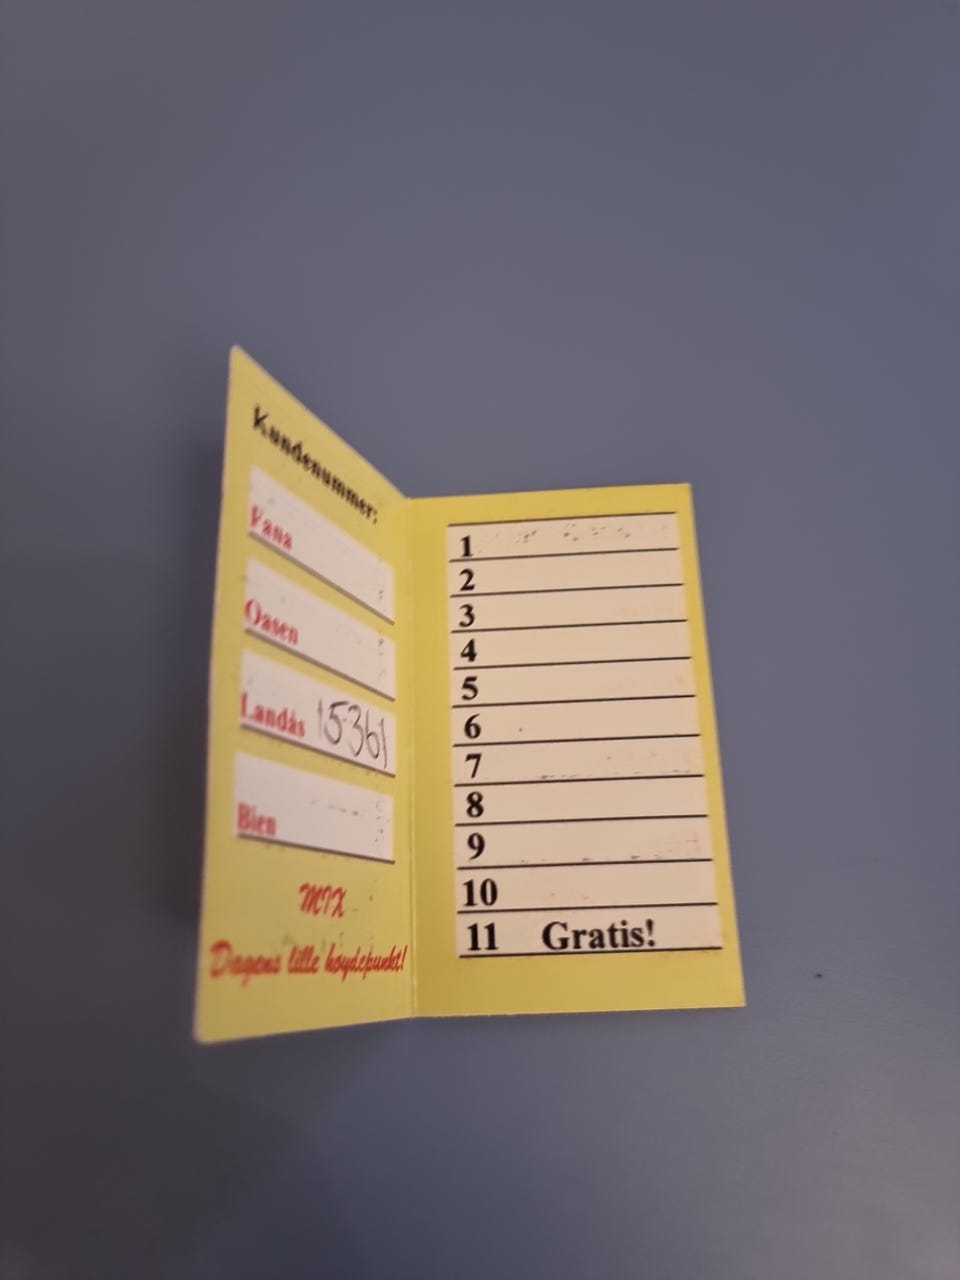 Kundenummer:
Fana
Oasen
Landås 15361
Bien
MIX
Dagens lille høydepunkt!
1
2
3
4
5
6
7
8
9
10
11 Gratis!